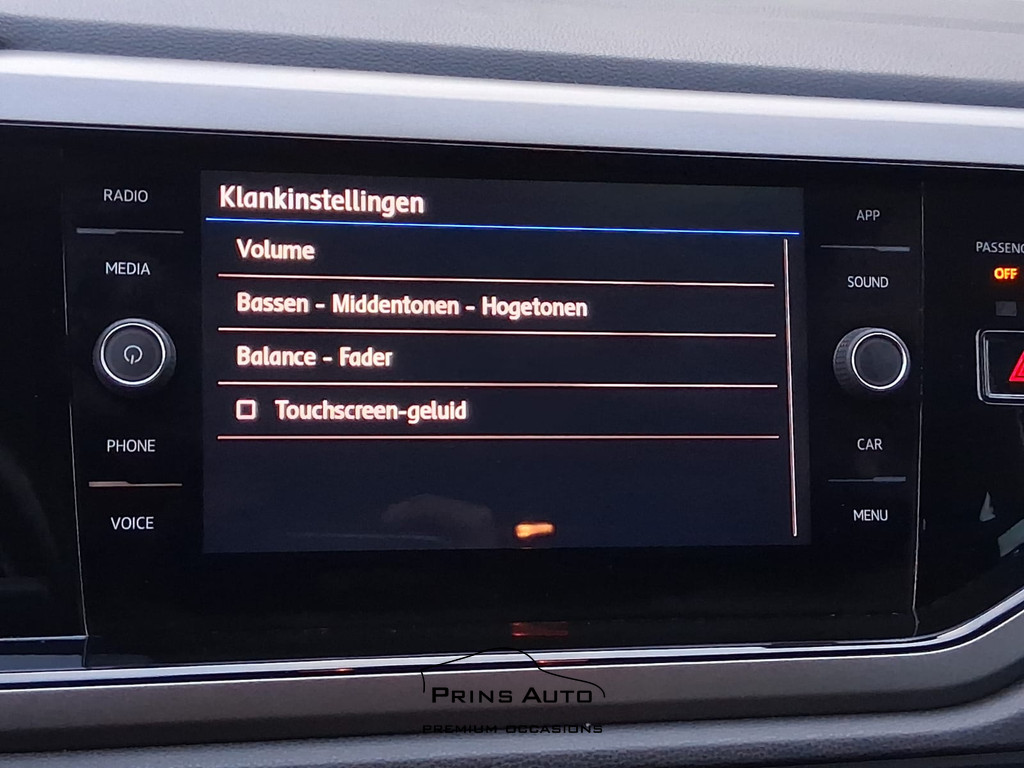 RADIO
MEDIA
PHONE
VOICE
Klankinstellingen
Volume
Bassen - Middentonen - Hogetonen
Balance - Fader
Touchscreen-geluid
APP
SOUND
CAR
MENU
PASSENG
OFF
PRINS AUTO
PREMIUM OCCASIONS